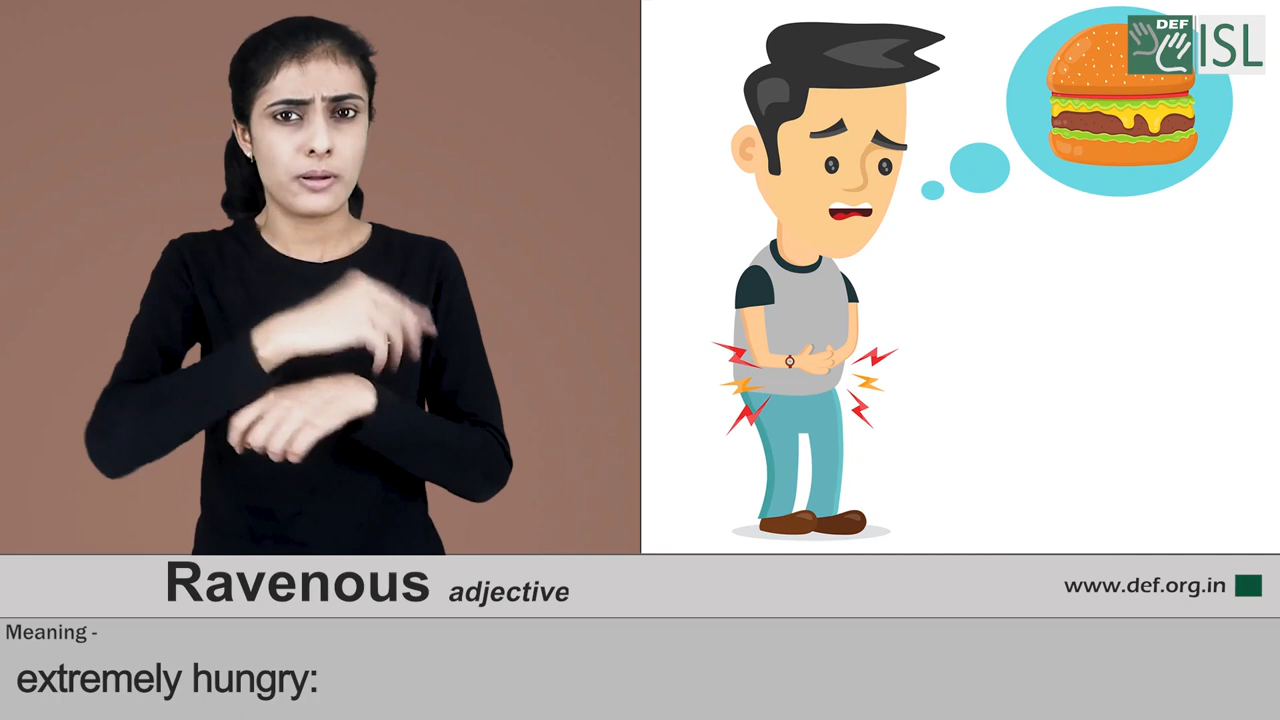 DEF
ISL
Ravenous adjective
www.def.org.in
Meaning -
extremely hungry: